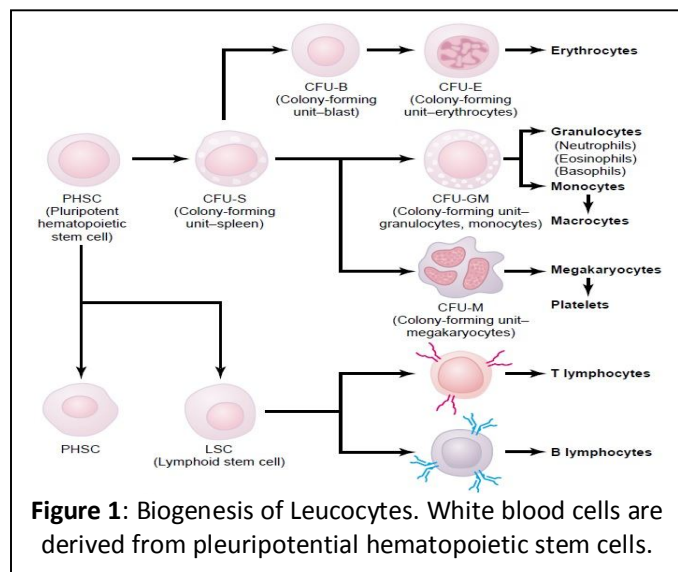 CFU-B
(Colony-forming
unit–blast)
CFU-E
(Colony-forming
unit–erythrocytes)
Erythrocytes
PHSC
(Pluripotent
hematopoietic
stem cell)
CFU-S
(Colony-forming
unit–spleen)
CFU-GM
(Colony-forming unit–
granulocytes, monocytes)
Granulocytes
(Neutrophils)
(Eosinophils)
(Basophils)
Monocytes
Macrocytes
CFU-M
(Colony-forming unit–
megakaryocytes)
Megakaryocytes
Platelets
PHSC
LSC
(Lymphoid stem cell)
T lymphocytes
B lymphocytes
Figure 1: Biogenesis of Leucocytes. White blood cells are
derived from pleuripotential hematopoietic stem cells.